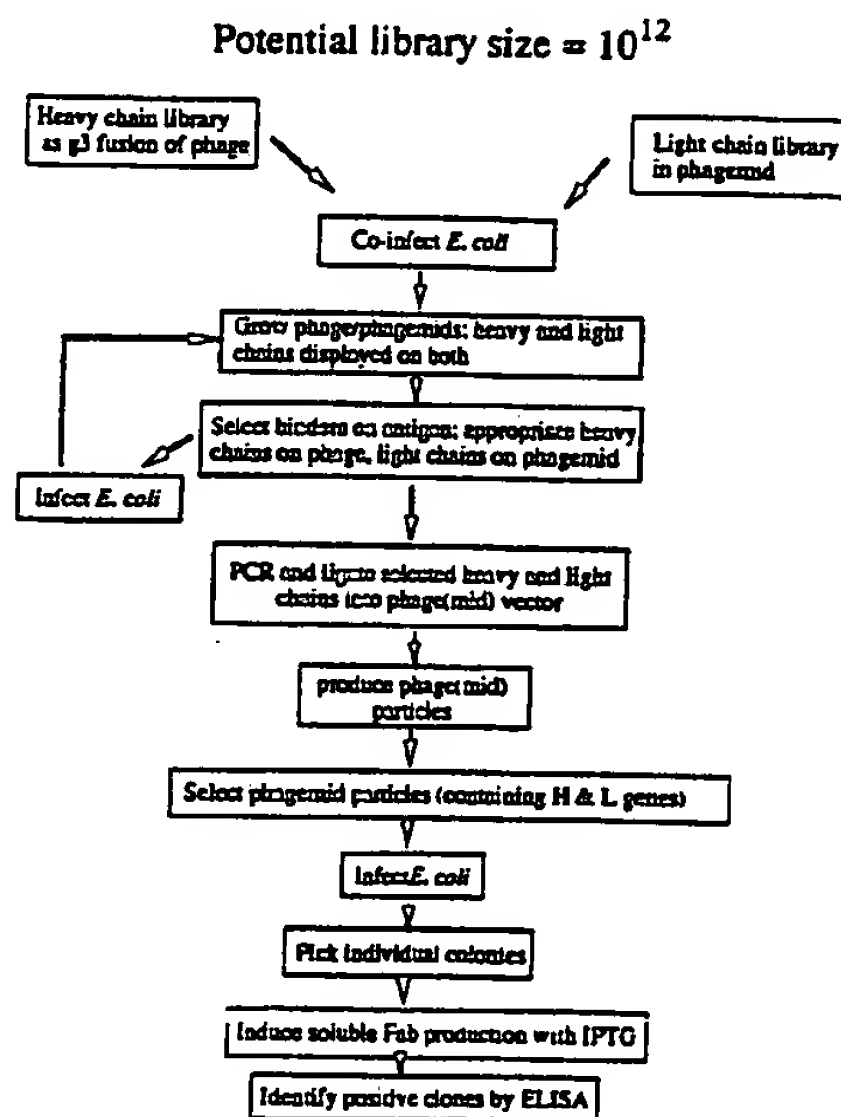 Potential library size = 10^12
Heavy chain library
as g3 fusion of phage
Light chain library
in phagemid
Co-infect E. coli
Grow phage/phagemids: heavy and light
chains displayed on both
Select binders on antigen: appropriate heavy
chains on phage, light chains on phagemid
Infect E. coli
PCR and ligate selected heavy and light
chains into phage(mid) vector
produce phage(mid)
particles
Select phagemid particles (containing H & L genes)
Infect E. coli
Pick individual colonies
Induce soluble Fab production with IPTG
Identify positive clones by ELISA